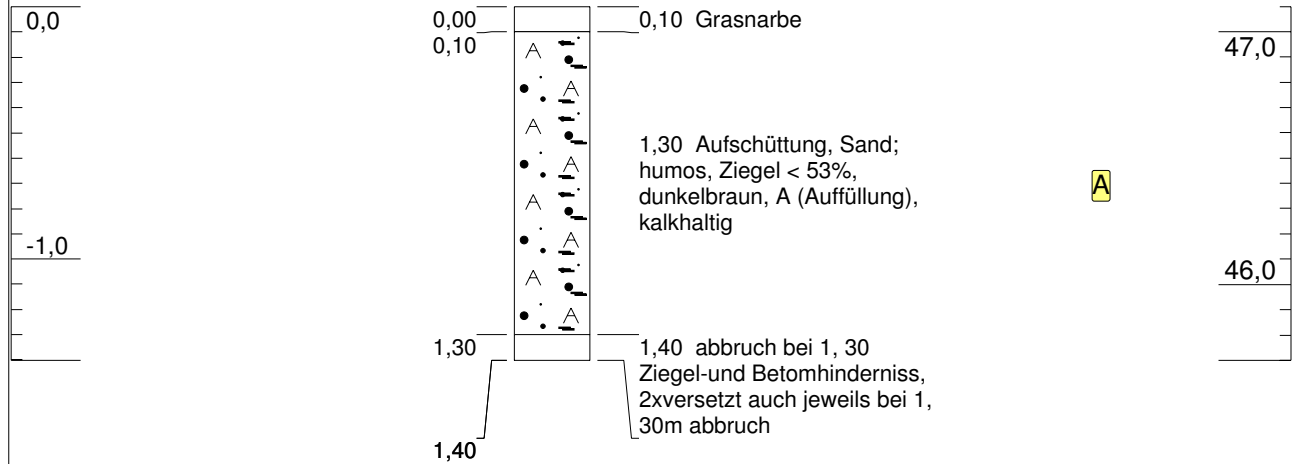 0,0
0,00
0,10 Grasnarbe
0,10
47,0
A
A
A
A
1,30 Aufschüttung, Sand;
humos, Ziegel < 53%,
dunkelbraun, A (Auffüllung),
kalkhaltig
A
A
A
-1,0
A
46,0
A
1,30
1,40 abbruch bei 1, 30
Ziegel-und Betomhinderniss,
2xversetzt auch jeweils bei 1,
30m abbruch
1,40